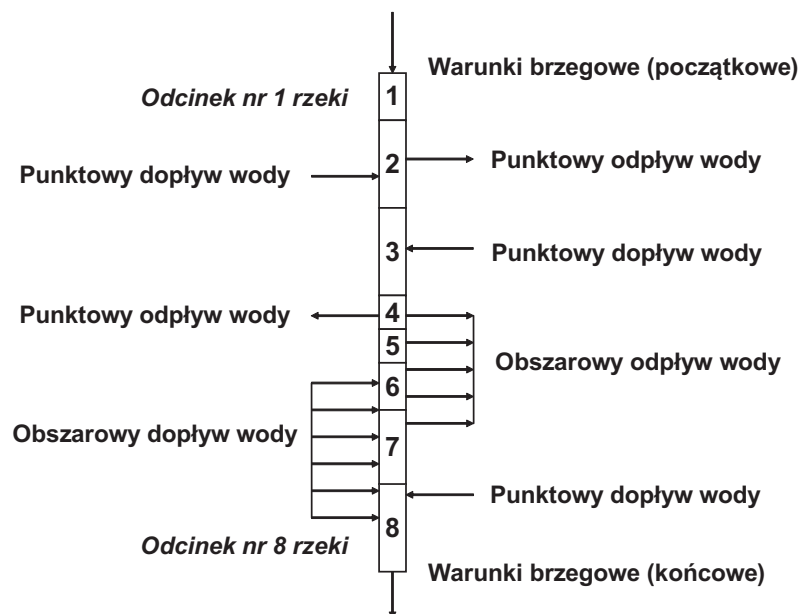 Warunki brzegowe (początkowe)
Odcinek nr 1 rzeki
1
Punktowy dopływ wody
2
Punktowy odpływ wody
3
Punktowy dopływ wody
Punktowy odpływ wody
4
5
Obszarowy odpływ wody
6
Obszarowy dopływ wody
7
Punktowy dopływ wody
8
Odcinek nr 8 rzeki
Warunki brzegowe (końcowe)